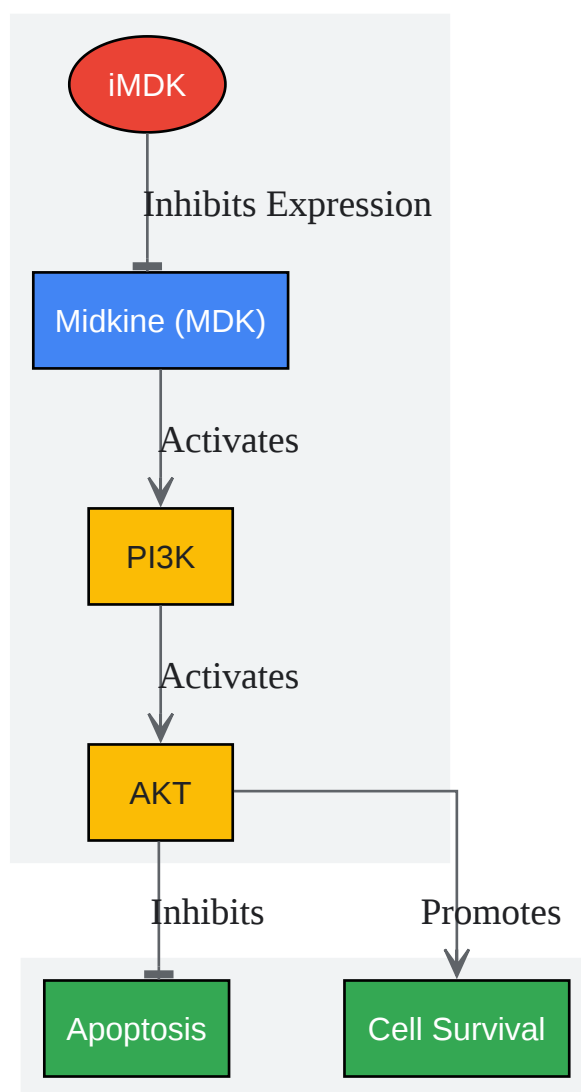 iMDK
Inhibits Expression
Midkine (MDK)
Activates
PI3K
Activates
AKT
Inhibits
Promotes
Apoptosis
Cell Survival